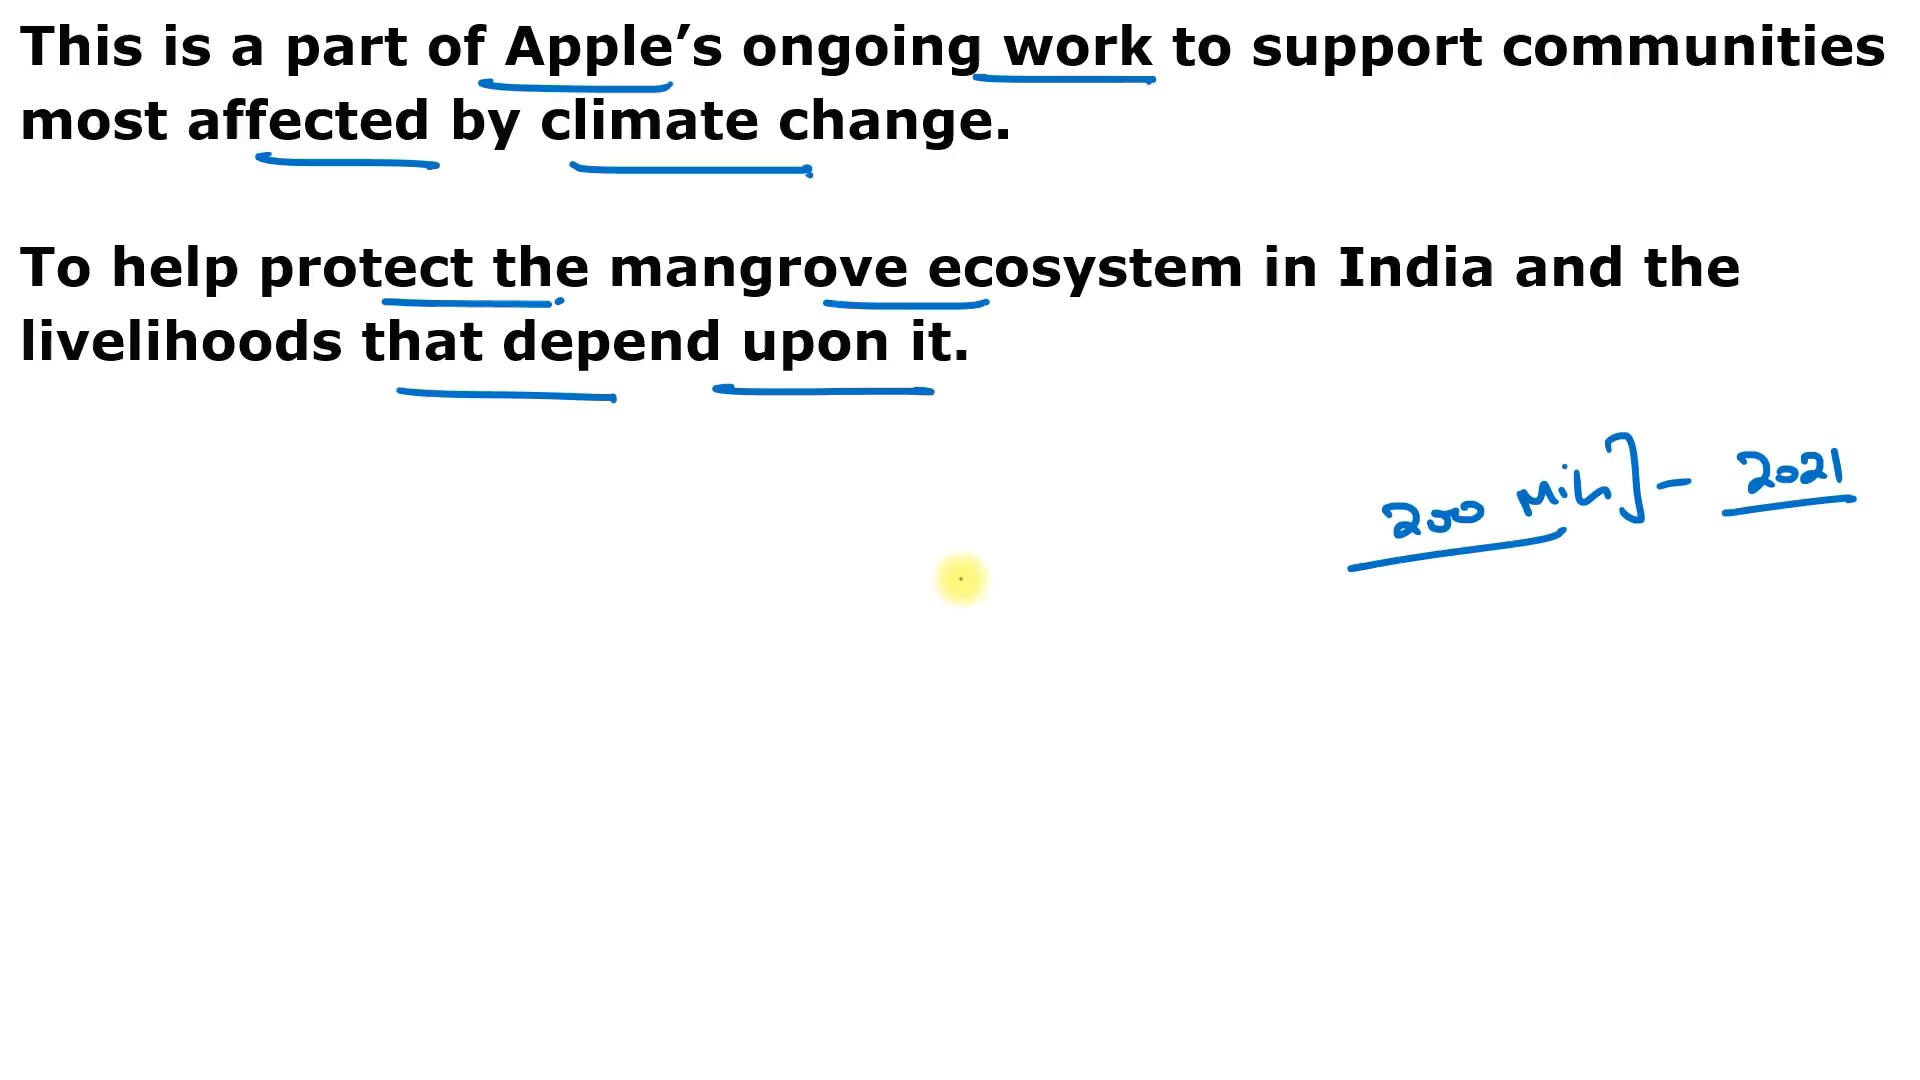 This is a part of Apple’s ongoing work to support communities
most affected by climate change.
To help protect the mangrove ecosystem in India and the
livelihoods that depend upon it.
200 Mil] - 2021